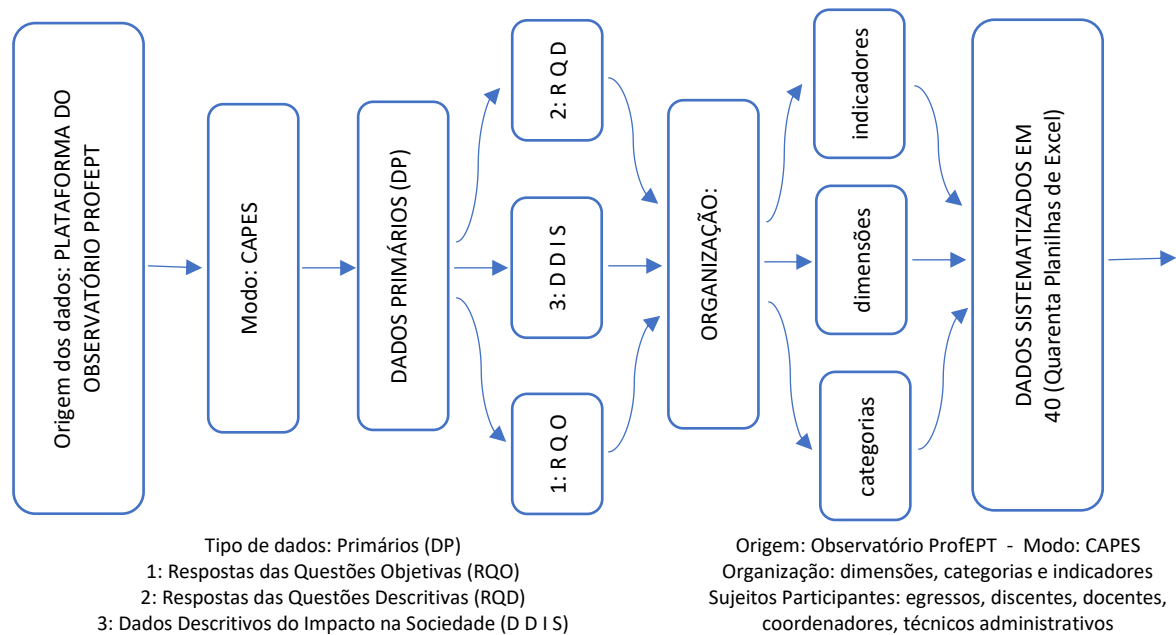 Origem dos dados: PLATAFORMA DO
OBSERVATÓRIO PROFEPT
Modo: CAPES
DADOS PRIMÁRIOS (DP)
2: R Q D
3: D D I S
1: R Q O
ORGANIZAÇÃO:
indicadores
dimensões
categorias
DADOS SISTEMATIZADOS EM
40 (Quarenta Planilhas de Excel)
Tipo de dados: Primários (DP)
1: Respostas das Questões Objetivas (RQO)
2: Respostas das Questões Descritivas (RQD)
3: Dados Descritivos do Impacto na Sociedade (D D I S)
Origem: Observatório ProfEPT - Modo: CAPES
Organização: dimensões, categorias e indicadores
Sujeitos Participantes: egressos, discentes, docentes,
coordenadores, técnicos administrativos